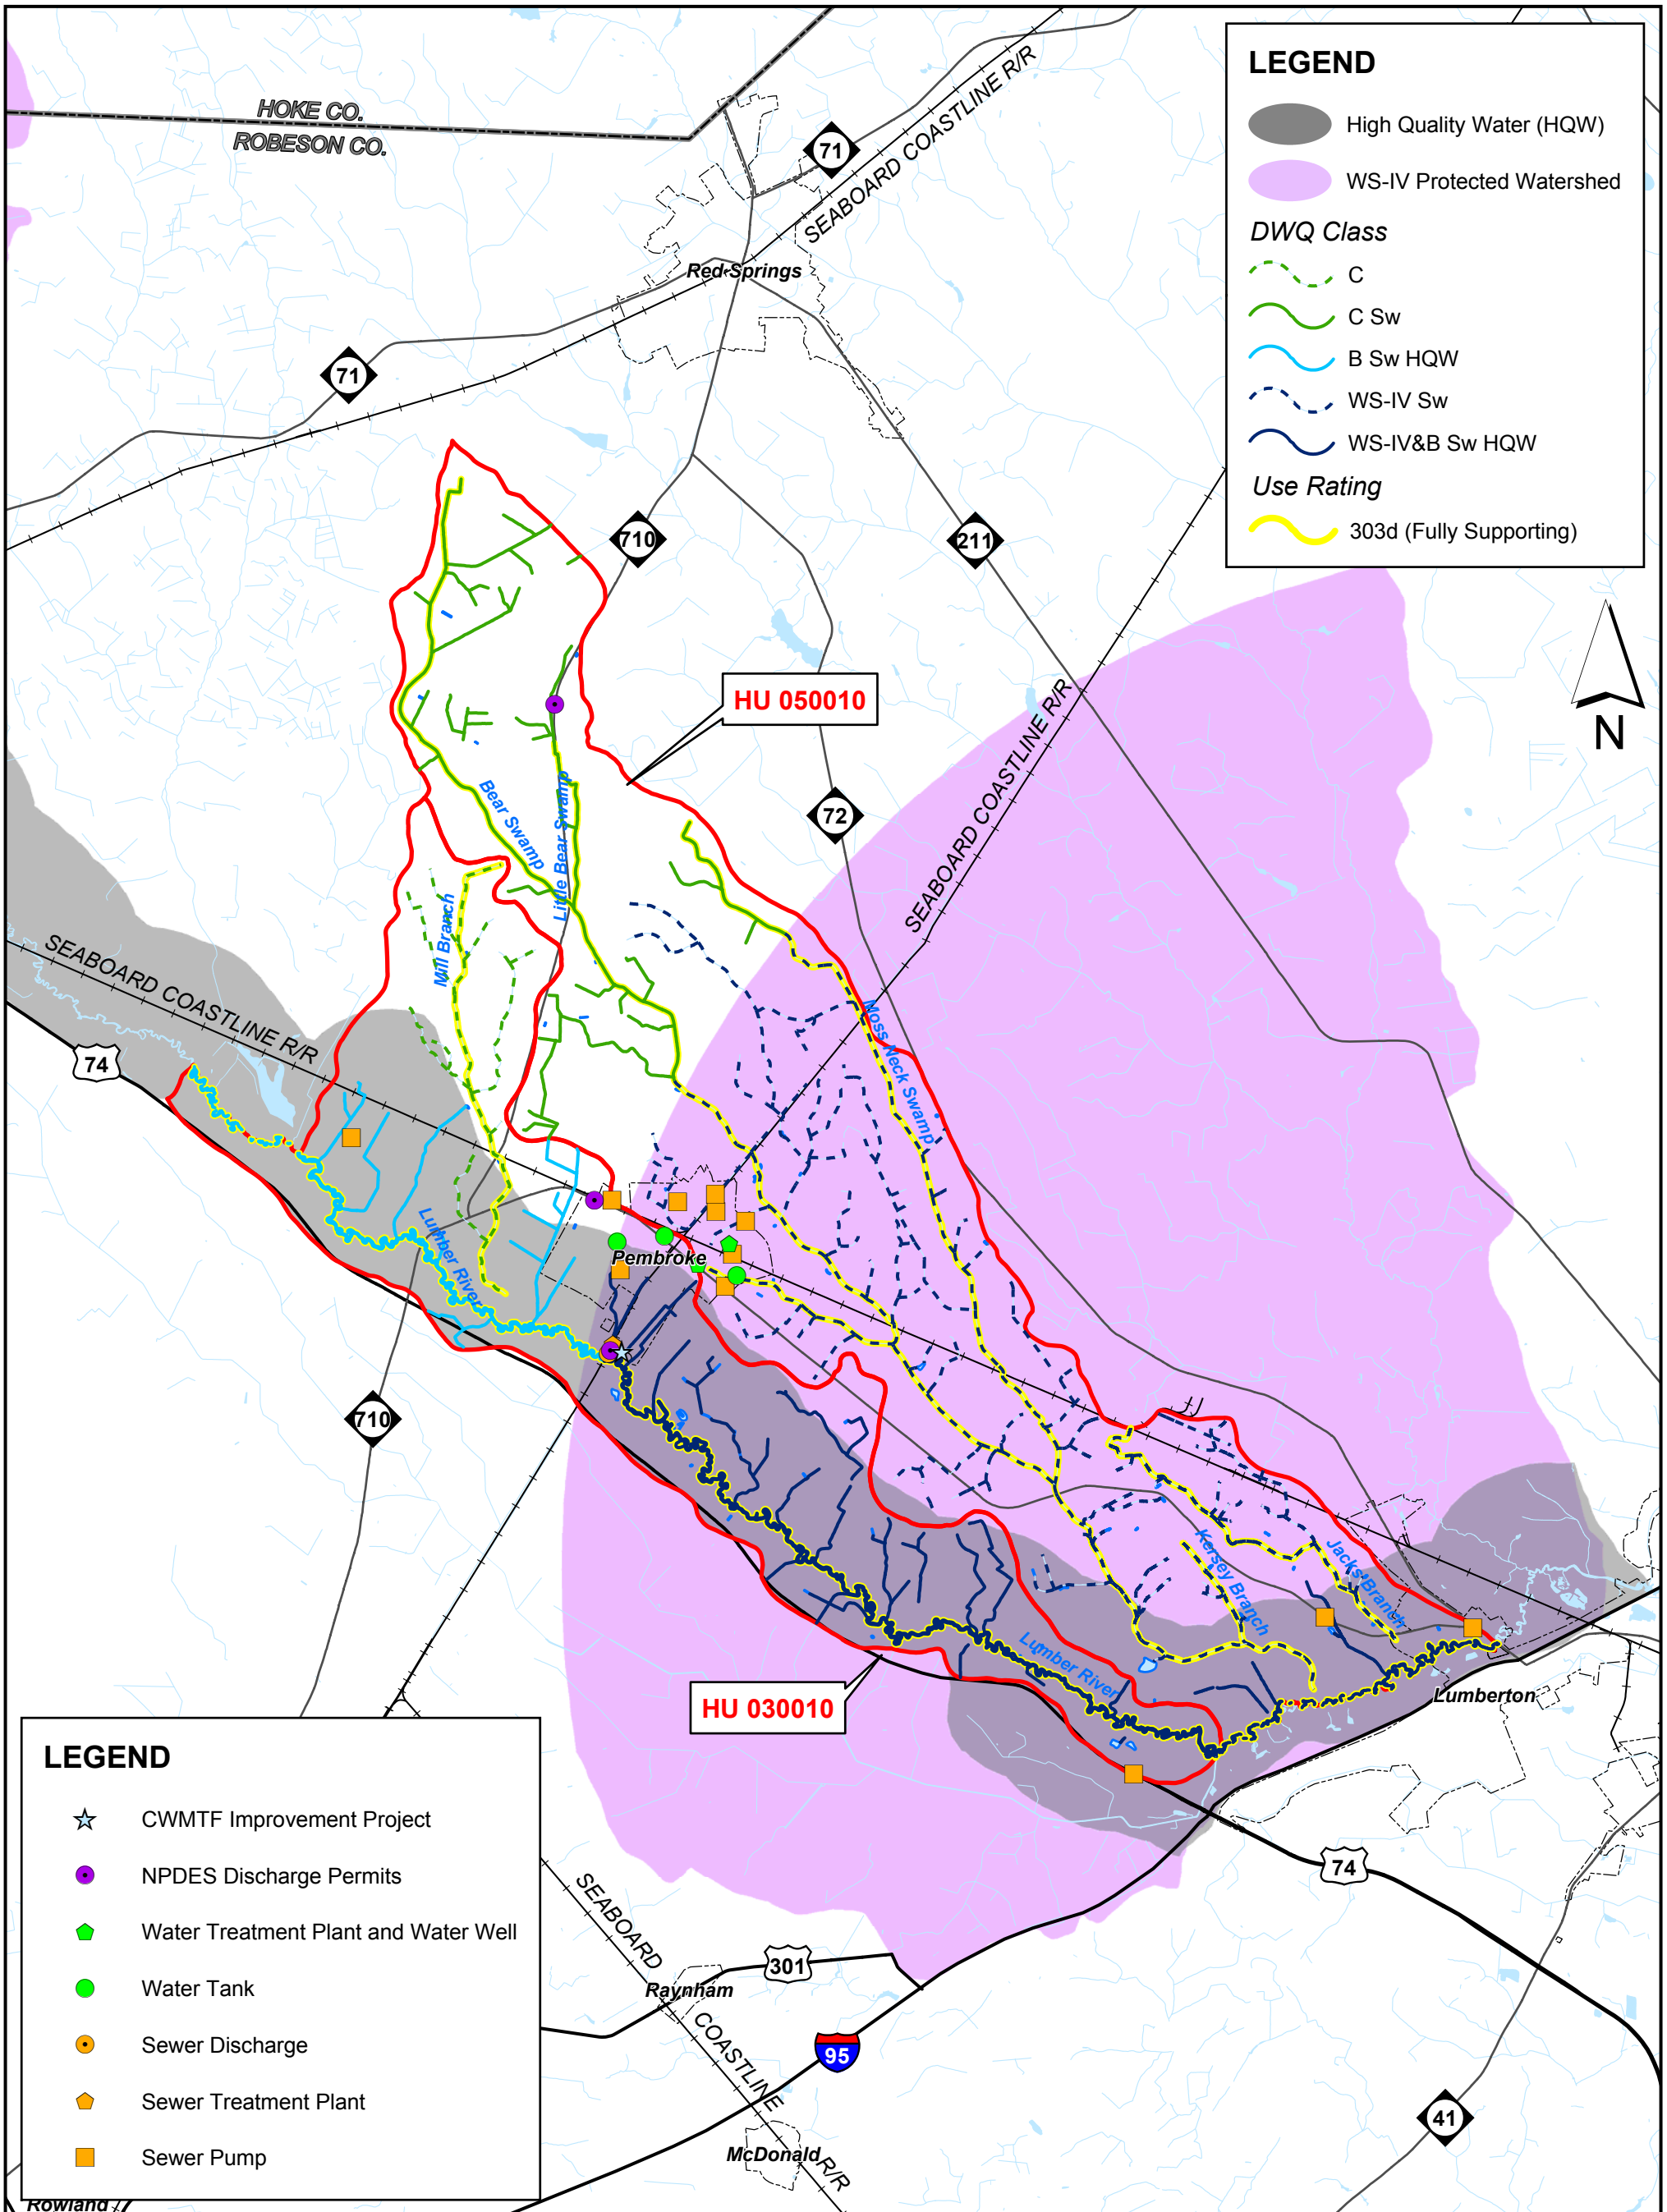 LEGEND
High Quality Water (HQW)
WS-IV Protected Watershed
DWQ Class
C
C Sw
B Sw HQW
WS-IV Sw
WS-IV&B Sw HQW
Use Rating
303d (Fully Supporting)
HOKE CO.
ROBESON CO.
71
SEABOARD COASTLINE R/R
Red Springs
71
710
211
N
HU 050010
SEABOARD COASTLINE R/R
72
Bear Swamp
Little Bear Swamp
Mill Branch
SEABOARD COASTLINE R/R
74
Moss Neck Swamp
Lumber River
Pembroke
710
Kersey Branch
Jacks Branch
Lumber River
HU 030010
Lumberton
74
LEGEND
CWMTF Improvement Project
NPDES Discharge Permits
Water Treatment Plant and Water Well
Water Tank
Sewer Discharge
Sewer Treatment Plant
Sewer Pump
SEABOARD COASTLINE R/R
301
Raynham
95
McDonald
41
Rowland